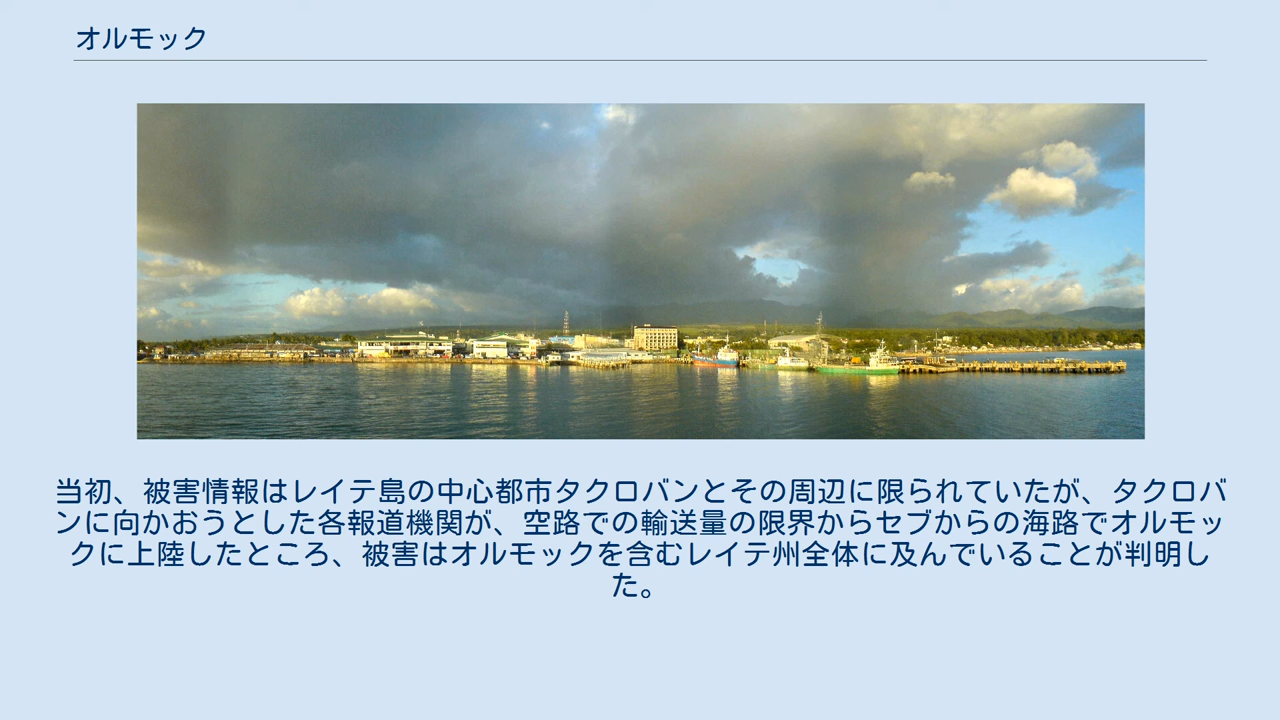 オルモック
当初、被害情報はレイテ島の中心都市タクロバンとその周辺に限られていたが、タクロバ
ンに向かおうとした各報道機関が、空路での輸送量の限界からセブからの海路でオルモッ
クに上陸したところ、被害はオルモックを含むレイテ州全体に及んでいることが判明し
た。